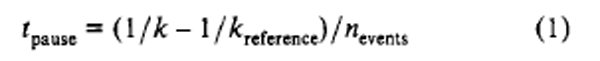 t_pause = (1/k − 1/k_reference)/n_events (1)